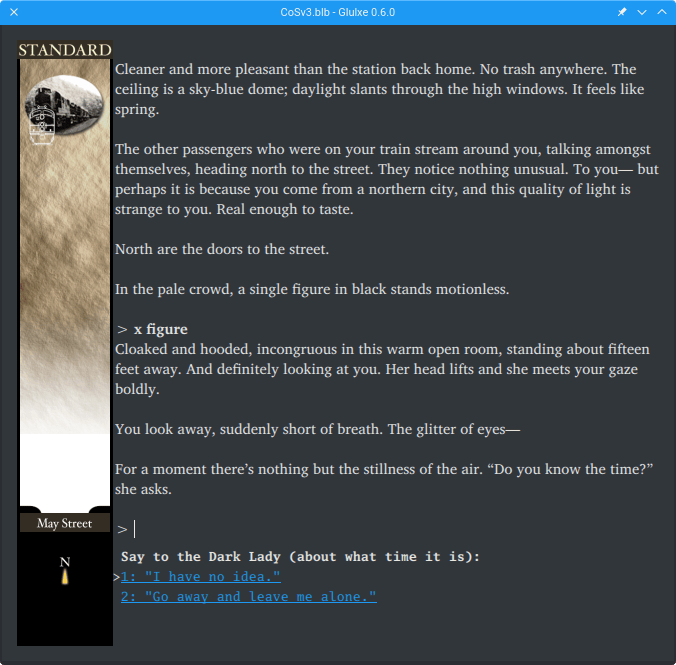 CoSv3.blb - Glulxe 0.6.0
STANDARD
Cleaner and more pleasant than the station back home. No trash anywhere. The
ceiling is a sky-blue dome; daylight slants through the high windows. It feels like
spring.
The other passengers who were on your train stream around you, talking amongst
themselves, heading north to the street. They notice nothing unusual. To you— but
perhaps it is because you come from a northern city, and this quality of light is
strange to you. Real enough to taste.
North are the doors to the street.
In the pale crowd, a single figure in black stands motionless.
> x figure
Cloaked and hooded, incongruous in this warm open room, standing about fifteen
feet away. And definitely looking at you. Her head lifts and she meets your gaze
boldly.
You look away, suddenly short of breath. The glitter of eyes—
For a moment there’s nothing but the stillness of the air. “Do you know the time?”
she asks.
>
May Street
N
Say to the Dark Lady (about what time it is):
>1: "I have no idea."
2: "Go away and leave me alone."